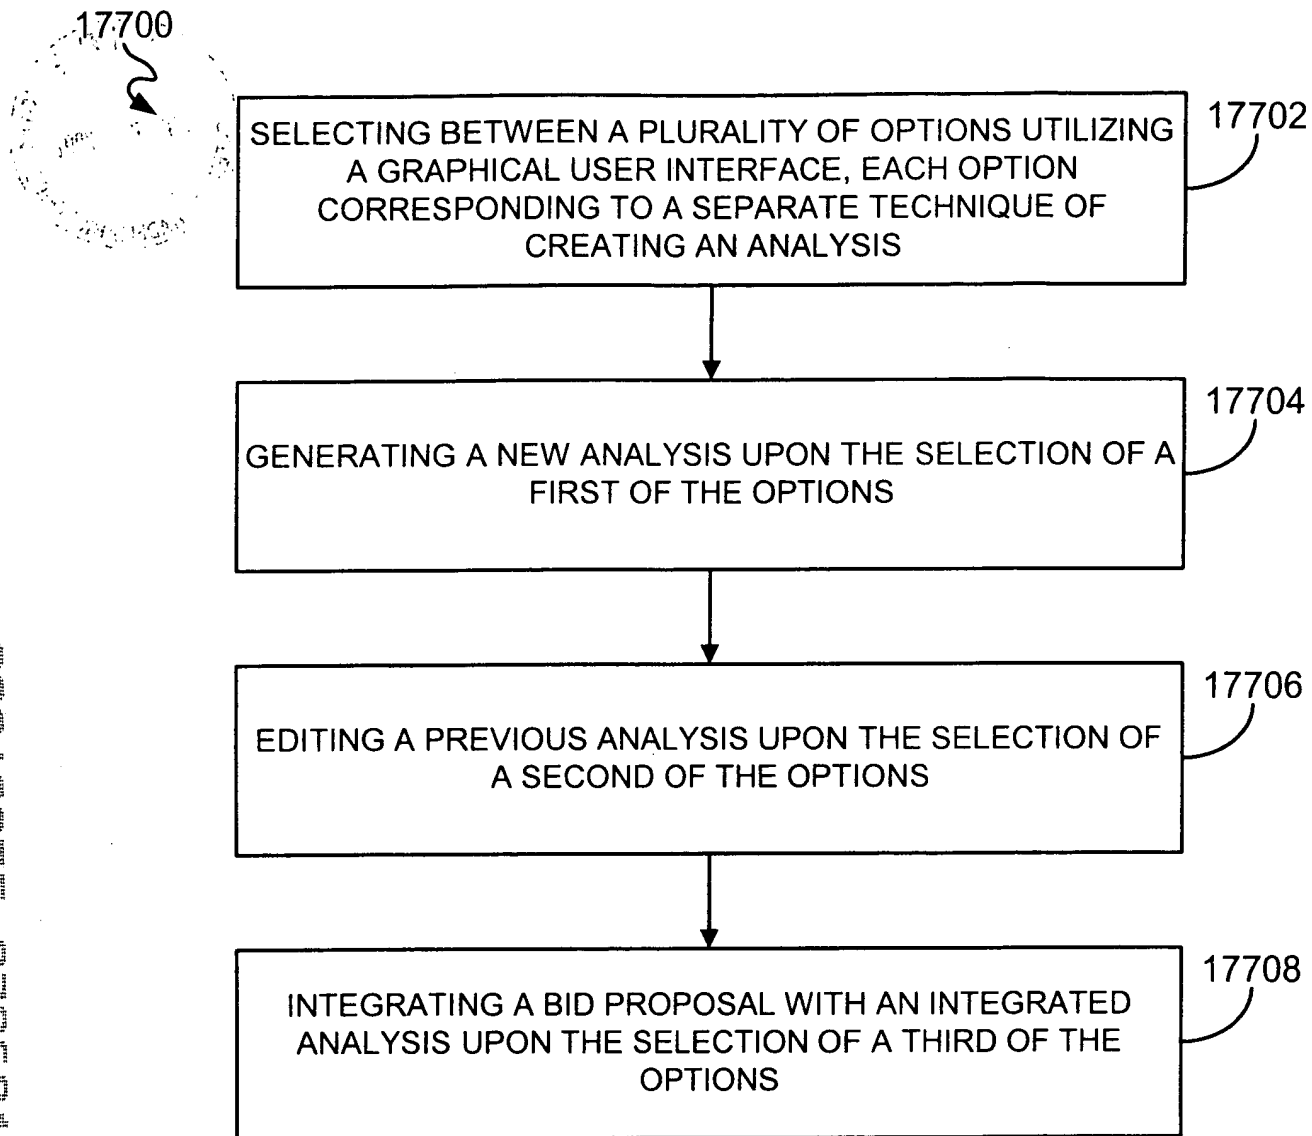 17700
SELECTING BETWEEN A PLURALITY OF OPTIONS UTILIZING
A GRAPHICAL USER INTERFACE, EACH OPTION
CORRESPONDING TO A SEPARATE TECHNIQUE OF
CREATING AN ANALYSIS
17702
GENERATING A NEW ANALYSIS UPON THE SELECTION OF A
FIRST OF THE OPTIONS
17704
EDITING A PREVIOUS ANALYSIS UPON THE SELECTION OF
A SECOND OF THE OPTIONS
17706
INTEGRATING A BID PROPOSAL WITH AN INTEGRATED
ANALYSIS UPON THE SELECTION OF A THIRD OF THE
OPTIONS
17708